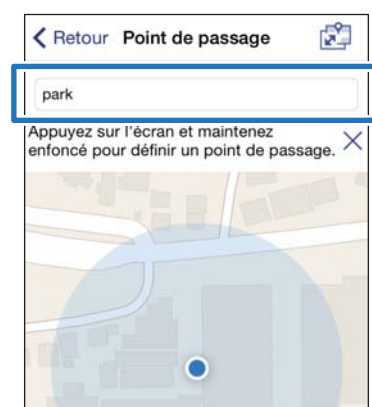 Retour Point de passage
park
Appuyez sur l'écran et maintenez
enfoncé pour définir un point de passage.